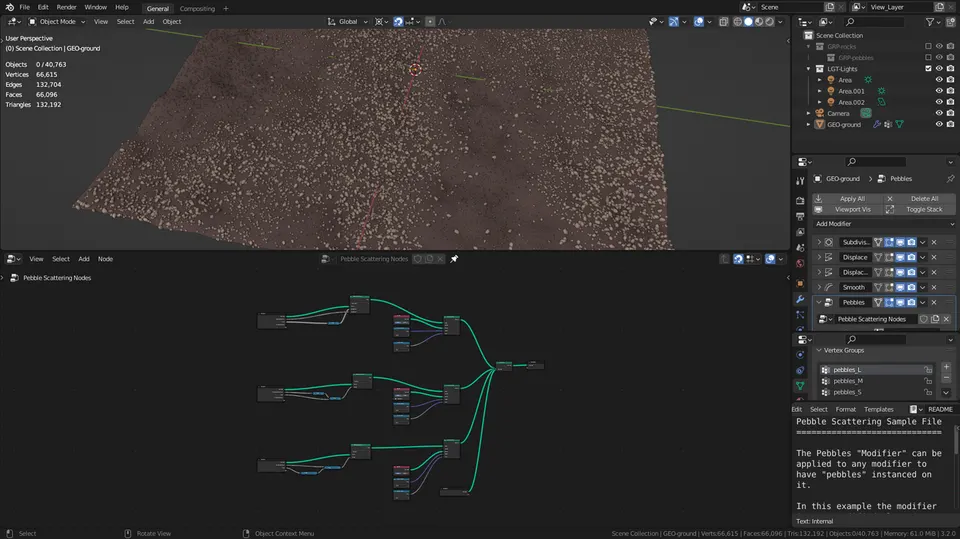 File Edit Render Window Help General Compositing + Scene View_Layer
Object Mode View Select Add Object Global
User Perspective
(0) Scene Collection | GEO-ground
Objects 0/40,763
Vertices 66,615
Edges 132,704
Faces 66,096
Triangles 132,192
Scene Collection
GRP-rocks
GRP-pebbles
LGT-Lights
Area
Area.001
Area.002
Camera
GEO-ground
GEO-ground > Pebbles
Apply All Delete All
Viewport Vis Toggle Stack
Add Modifier
Subdivis...
Displace
Displac...
Smooth
Pebbles
Pebble Scattering Nodes
Vertex Groups
pebbles_L
pebbles_M
pebbles_S
View Select Add Node Pebble Scattering Nodes
Pebble Scattering Nodes
Edit Select Format Templates README
Pebble Scattering Sample File
=============================
The Pebbles "Modifier" can be
applied to any modifier to
have "pebbles" instanced on
it.
In this example the modifier
Text: Internal
Select Rotate View Object Context Menu
Scene Collection | GEO-ground | Verts:66,615 | Faces:66,096 | Tris:132,192 | Objects:0/40,763 | Memory: 61.0 MiB | 3.2.0